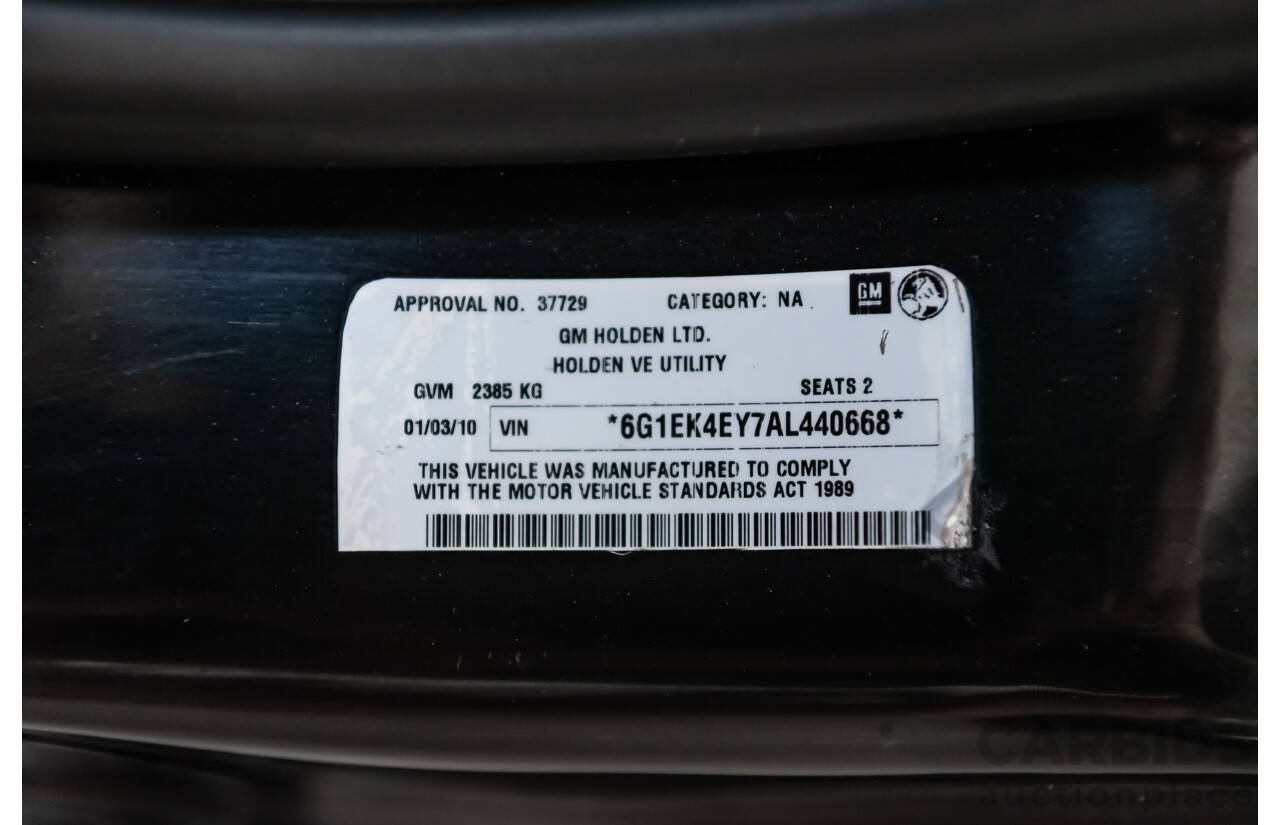 APPROVAL NO. 37729 CATEGORY: NA GM
GM HOLDEN LTD.
HOLDEN VE UTILITY
GVM 2385 KG SEATS 2
01/03/10 VIN *6G1EK4EY7AL440668*
THIS VEHICLE WAS MANUFACTURED TO COMPLY
WITH THE MOTOR VEHICLE STANDARDS ACT 1989
CARBIDS
auctionplace